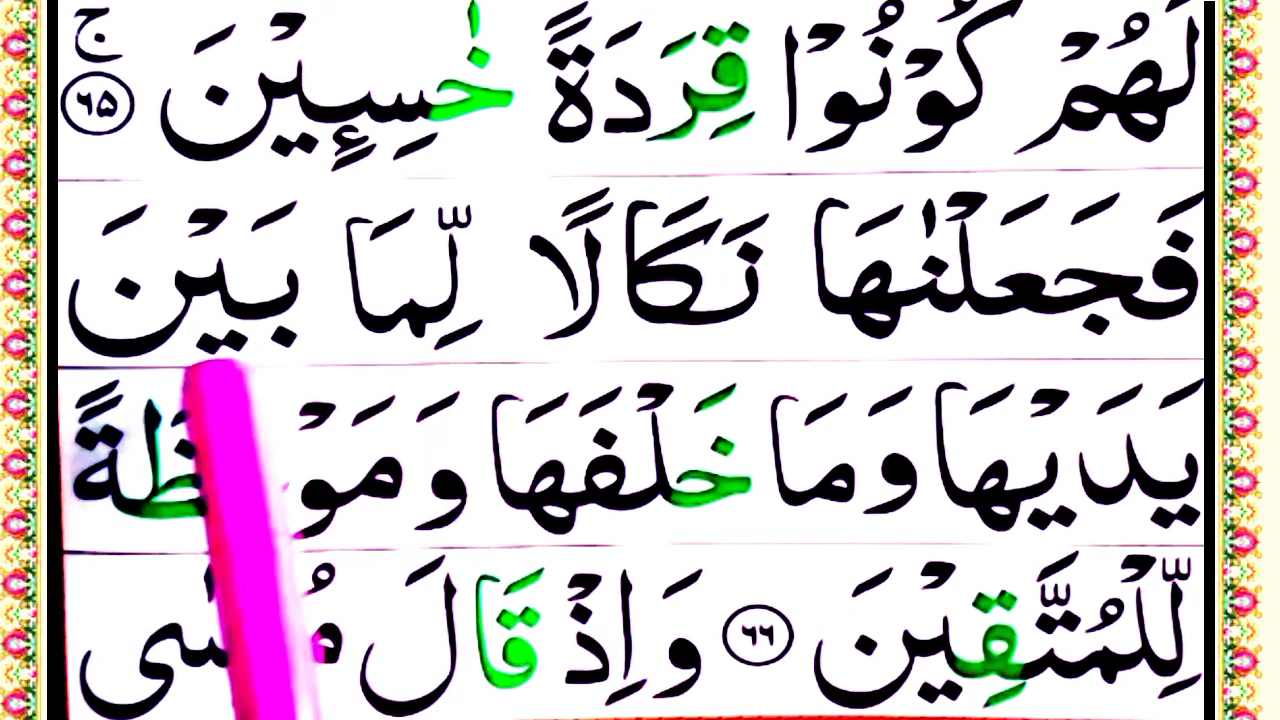 لَهُمْ كُوْنُوْا قِرَدَةً خٰسِـِٕيْنَ ۚ ﴿٦٥﴾
فَجَعَلْنٰهَا نَكَالًا لِّمَا بَيْنَ
يَدَيْهَا وَمَا خَلْفَهَا وَمَوْ ظَةً
لِّلْمُتَّقِيْنَ ﴿٦٦﴾ وَاِذْ قَالَ